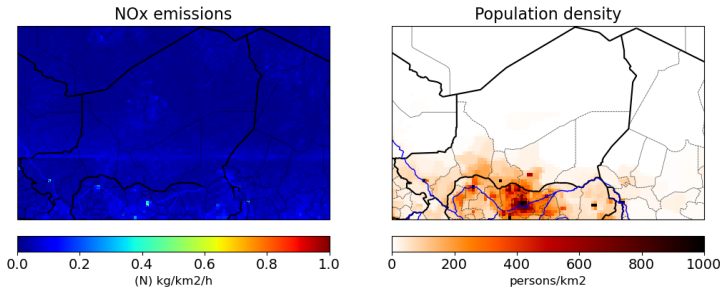 NOx emissions
Population density
0.0 0.2 0.4 0.6 0.8 1.0
(N) kg/km2/h
0 200 400 600 800 1000
persons/km2